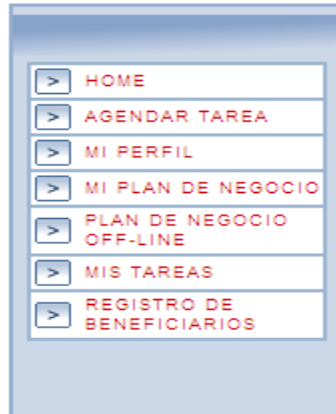 > HOME
> AGENDAR TAREA
> MI PERFIL
> MI PLAN DE NEGOCIO
> PLAN DE NEGOCIO
OFF-LINE
> MIS TAREAS
> REGISTRO DE
BENEFICIARIOS